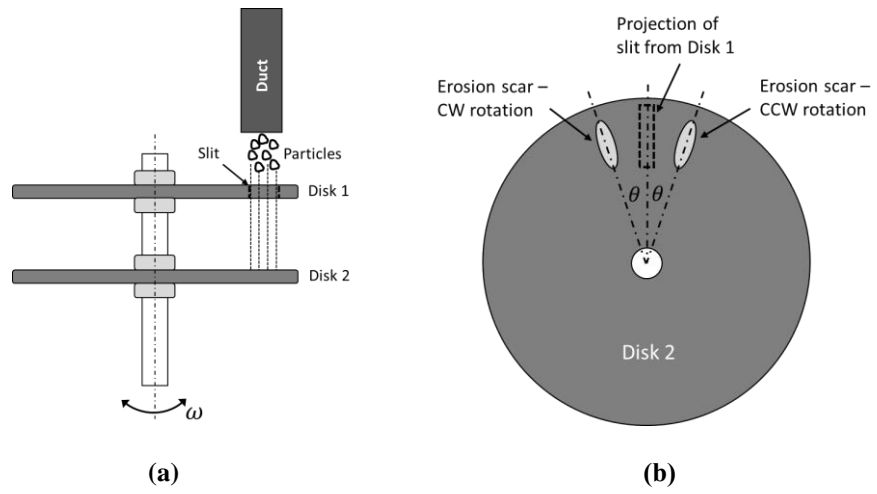 Duct
Slit
Particles
Disk 1
Disk 2
ω
(a)
Projection of
slit from Disk 1
Erosion scar –
CW rotation
Erosion scar –
CCW rotation
θ
θ
Disk 2
(b)